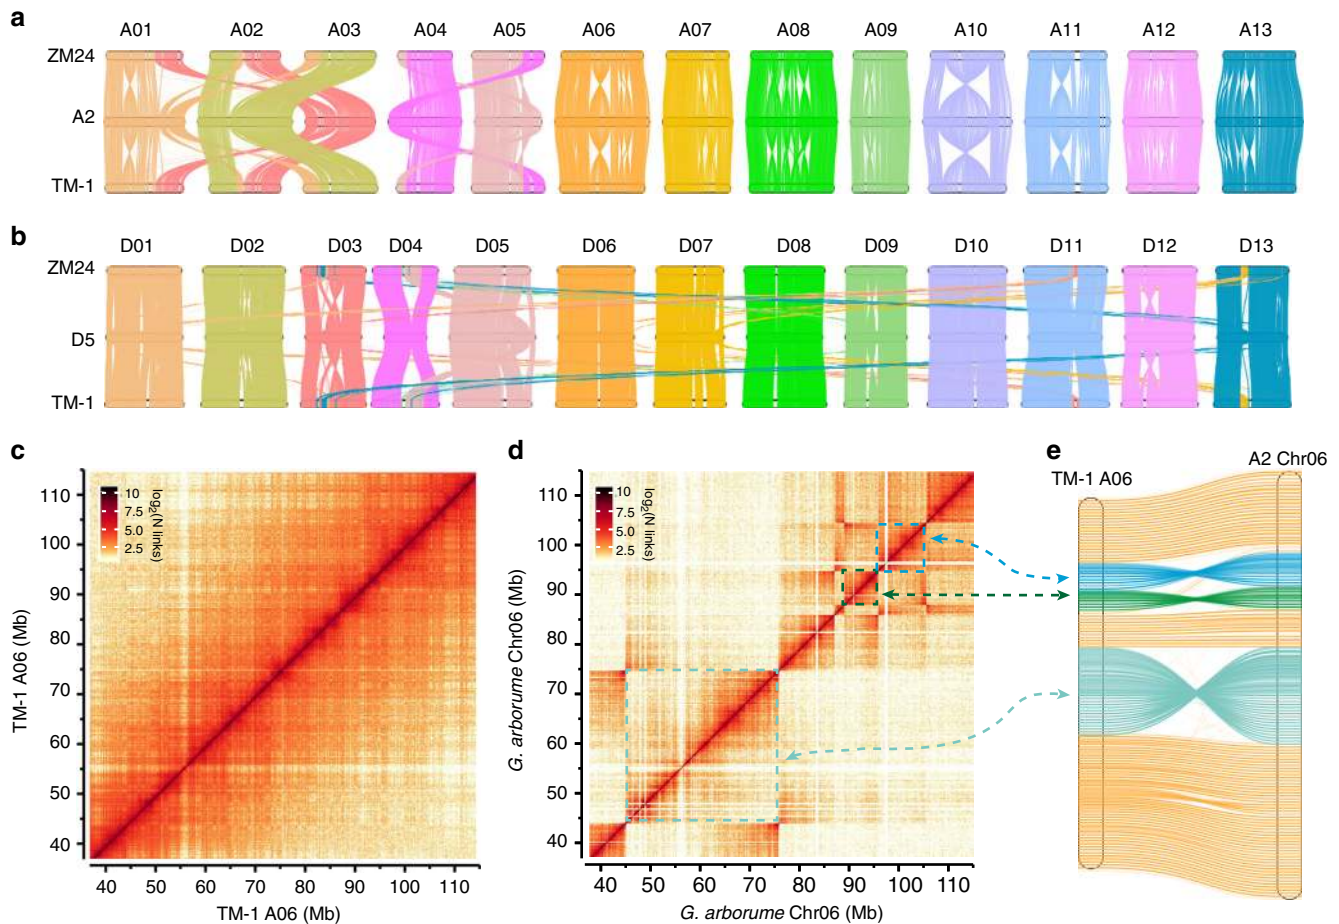 a
A01 A02 A03 A04 A05 A06 A07 A08 A09 A10 A11 A12 A13
ZM24
A2
TM-1
b
D01 D02 D03 D04 D05 D06 D07 D08 D09 D10 D11 D12 D13
ZM24
D5
TM-1
c
10
7.5
5.0
2.5
log2(N links)
110
100
90
80
70
60
50
40
TM-1 A06 (Mb)
40 50 60 70 80 90 100 110
TM-1 A06 (Mb)
d
10
7.5
5.0
2.5
log2(N links)
110
100
90
80
70
60
50
40
G. arborume Chr06 (Mb)
40 50 60 70 80 90 100 110
G. arborume Chr06 (Mb)
e
A2 Chr06
TM-1 A06